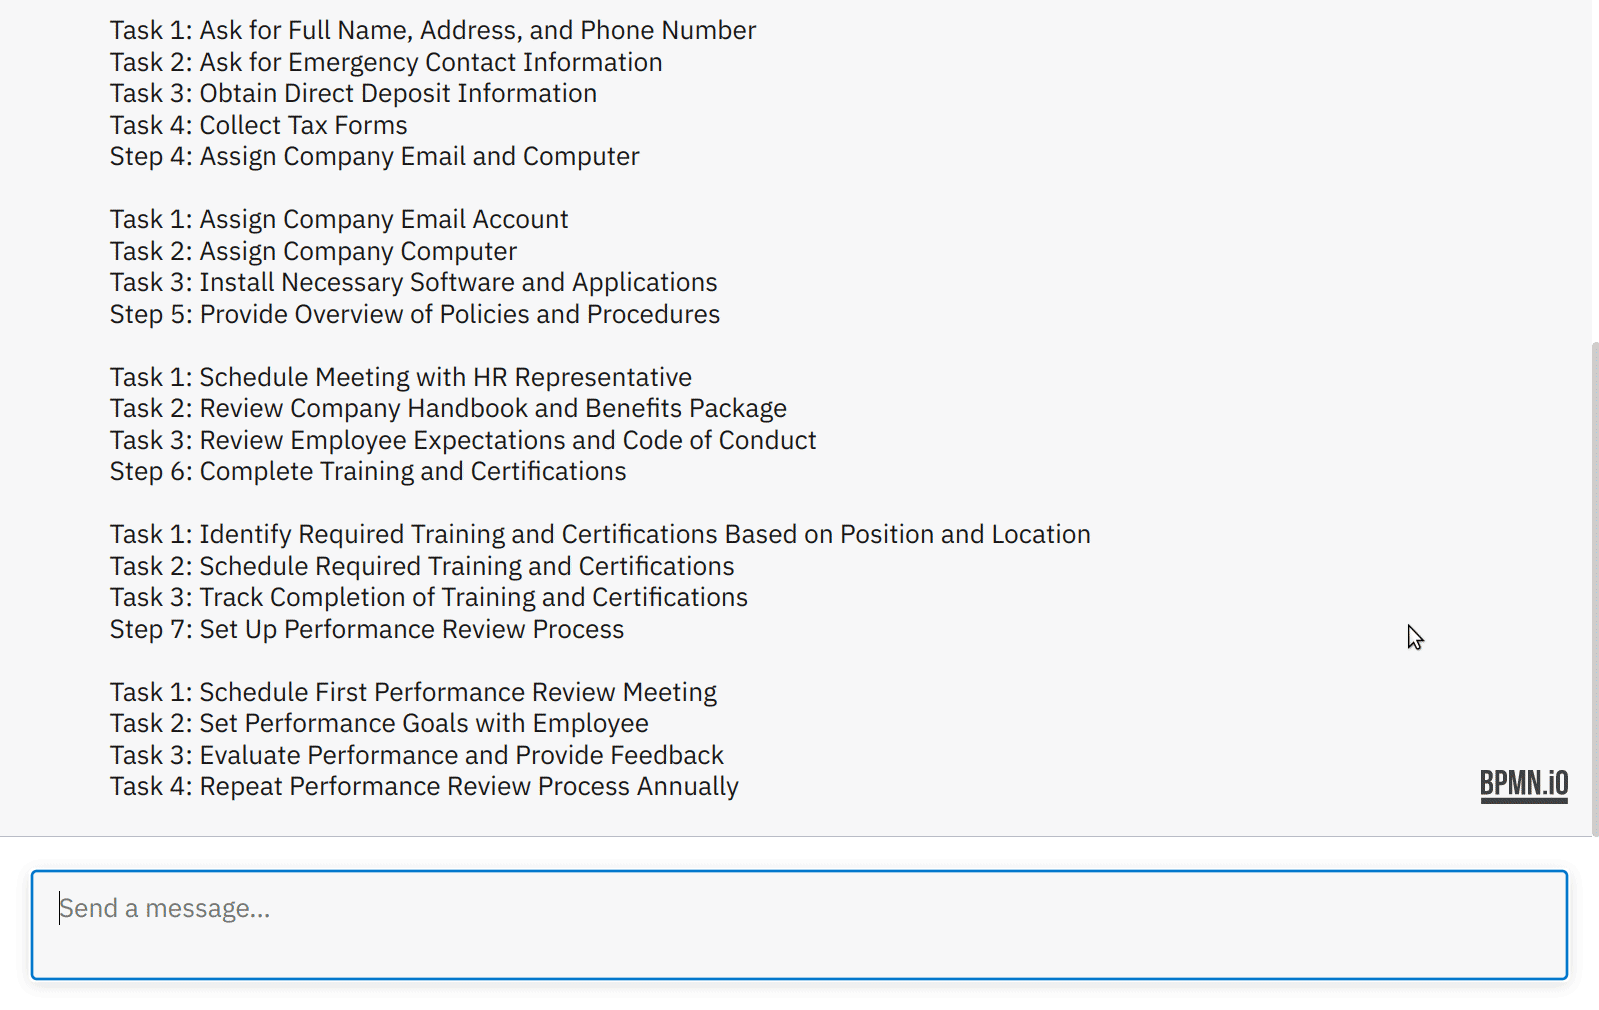 Task 1: Ask for Full Name, Address, and Phone Number
Task 2: Ask for Emergency Contact Information
Task 3: Obtain Direct Deposit Information
Task 4: Collect Tax Forms
Step 4: Assign Company Email and Computer
Task 1: Assign Company Email Account
Task 2: Assign Company Computer
Task 3: Install Necessary Software and Applications
Step 5: Provide Overview of Policies and Procedures
Task 1: Schedule Meeting with HR Representative
Task 2: Review Company Handbook and Benefits Package
Task 3: Review Employee Expectations and Code of Conduct
Step 6: Complete Training and Certifications
Task 1: Identify Required Training and Certifications Based on Position and Location
Task 2: Schedule Required Training and Certifications
Task 3: Track Completion of Training and Certifications
Step 7: Set Up Performance Review Process
Task 1: Schedule First Performance Review Meeting
Task 2: Set Performance Goals with Employee
Task 3: Evaluate Performance and Provide Feedback
Task 4: Repeat Performance Review Process Annually
BPMN.iO
Send a message...